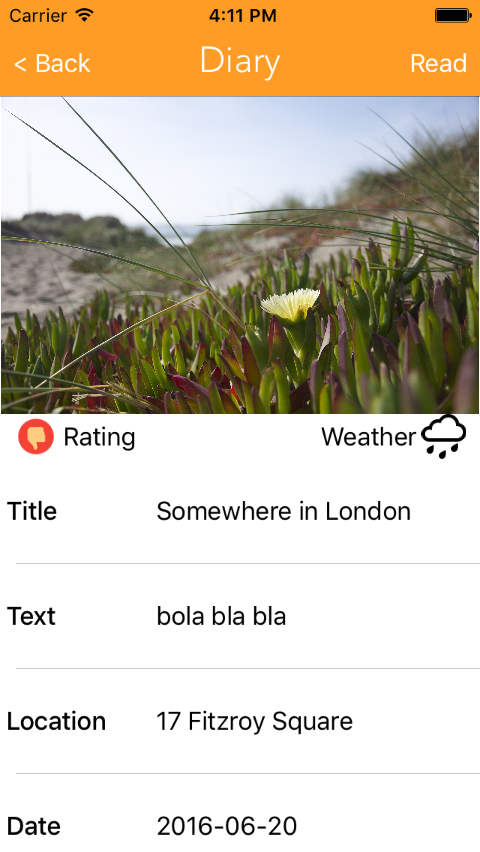 Carrier 4:11 PM
< Back Diary Read
Rating Weather
Title Somewhere in London
Text bola bla bla
Location 17 Fitzroy Square
Date 2016-06-20